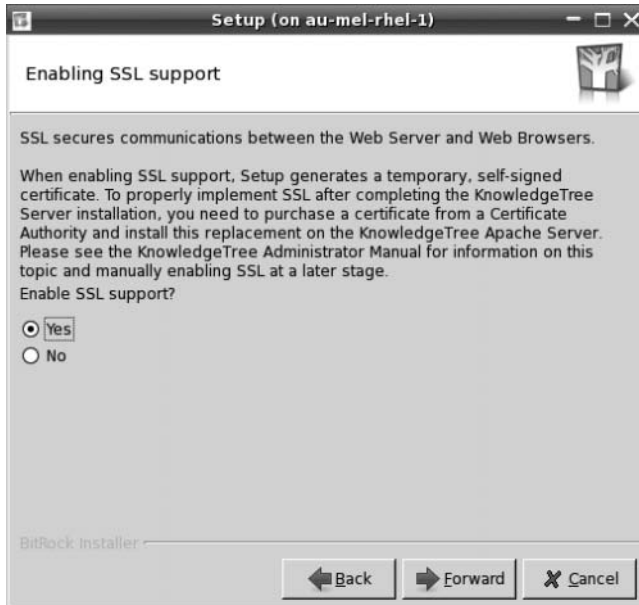 Setup (on au-mel-rhel-1)
Enabling SSL support
SSL secures communications between the Web Server and Web Browsers.
When enabling SSL support, Setup generates a temporary, self-signed
certificate. To properly implement SSL after completing the KnowledgeTree
Server installation, you need to purchase a certificate from a Certificate
Authority and install this replacement on the KnowledgeTree Apache Server.
Please see the KnowledgeTree Administrator Manual for information on this
topic and manually enabling SSL at a later stage.
Enable SSL support?
Yes
No
BitRock Installer
Back Forward Cancel